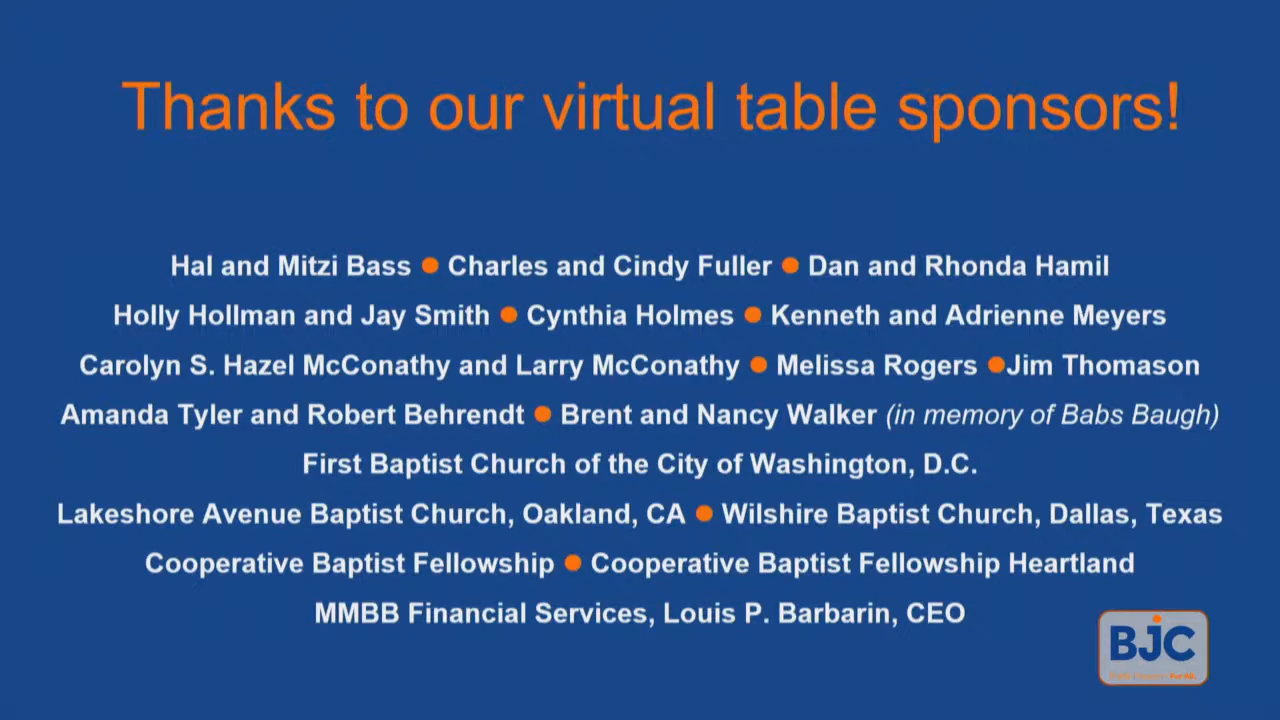 Thanks to our virtual table sponsors!
Hal and Mitzi Bass ● Charles and Cindy Fuller ● Dan and Rhonda Hamil
Holly Hollman and Jay Smith ● Cynthia Holmes ● Kenneth and Adrienne Meyers
Carolyn S. Hazel McConathy and Larry McConathy ● Melissa Rogers ●Jim Thomason
Amanda Tyler and Robert Behrendt ● Brent and Nancy Walker (in memory of Babs Baugh)
First Baptist Church of the City of Washington, D.C.
Lakeshore Avenue Baptist Church, Oakland, CA ● Wilshire Baptist Church, Dallas, Texas
Cooperative Baptist Fellowship ● Cooperative Baptist Fellowship Heartland
MMBB Financial Services, Louis P. Barbarin, CEO
BJC